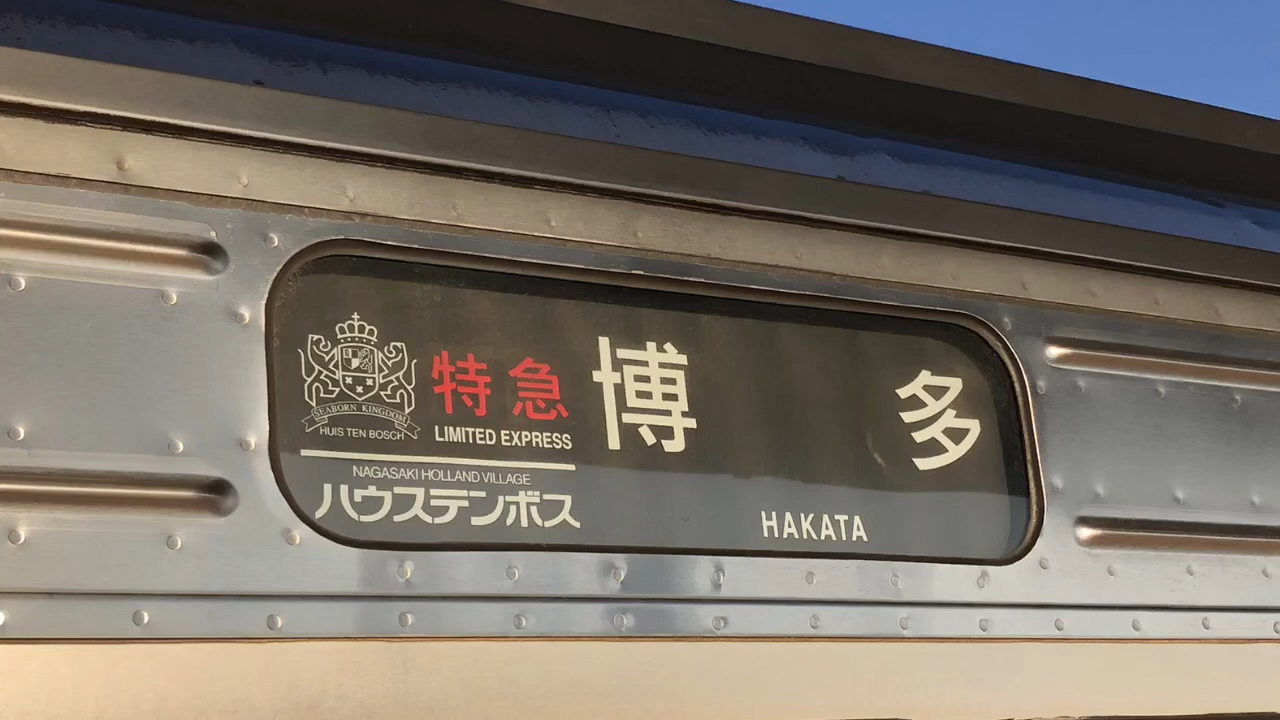 SEABORN KINGDOM
HUIS TEN BOSCH
特急
LIMITED EXPRESS
NAGASAKI HOLLAND VILLAGE
ハウステンボス
博多
HAKATA